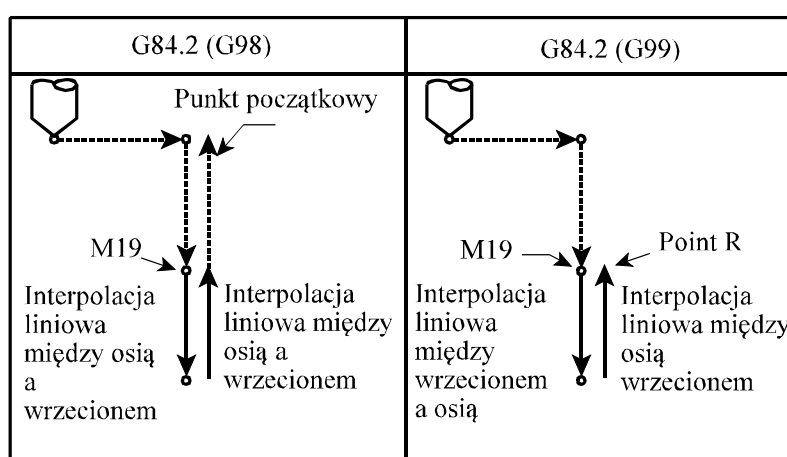 G84.2 (G98)
G84.2 (G99)
Punkt początkowy
M19
Interpolacja
liniowa
między osią
a
wrzecionem
Interpolacja
liniowa między
osią a
wrzecionem
M19
Point R
Interpolacja
liniowa
między
wrzecionem
a osią
Interpolacja
liniowa między
osią
wrzecionem